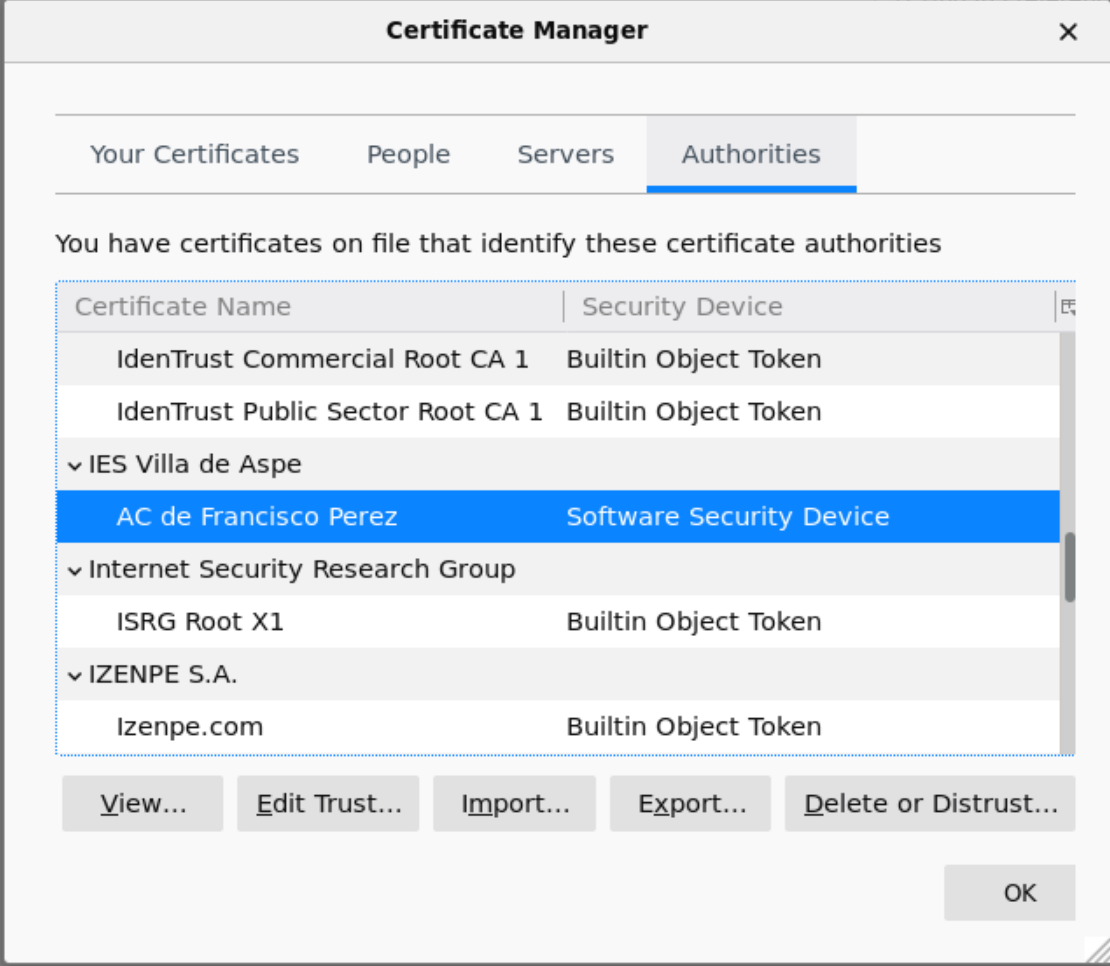 Certificate Manager
Your Certificates People Servers Authorities
You have certificates on file that identify these certificate authorities
Certificate Name Security Device
IdenTrust Commercial Root CA 1 Builtin Object Token
IdenTrust Public Sector Root CA 1 Builtin Object Token
IES Villa de Aspe
AC de Francisco Perez Software Security Device
Internet Security Research Group
ISRG Root X1 Builtin Object Token
IZENPE S.A.
Izenpe.com Builtin Object Token
View... Edit Trust... Import... Export... Delete or Distrust...
OK